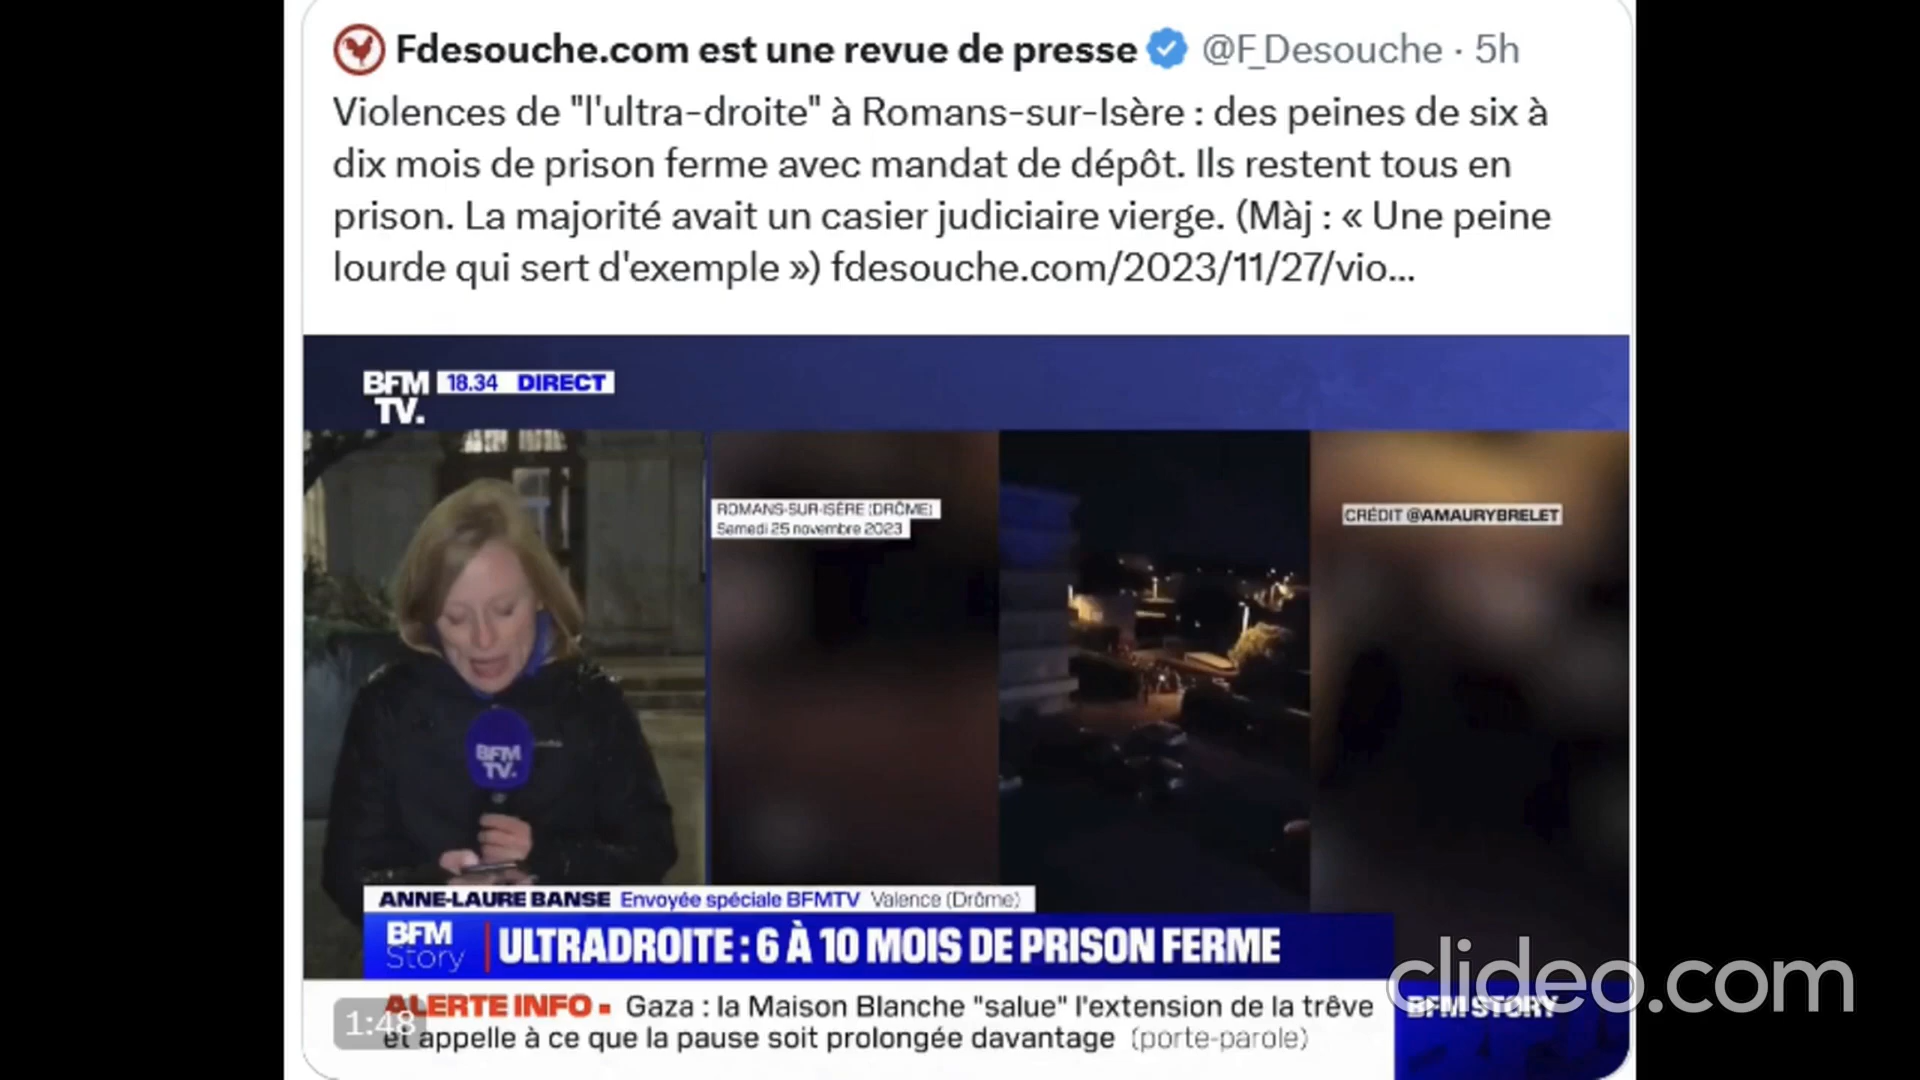 Fdesouche.com est une revue de presse @F_Desouche · 5h
Violences de "l'ultra-droite" à Romans-sur-Isère : des peines de six à
dix mois de prison ferme avec mandat de dépôt. Ils restent tous en
prison. La majorité avait un casier judiciaire vierge. (Màj : « Une peine
lourde qui sert d'exemple ») fdesouche.com/2023/11/27/vio...
BFM 18.34 DIRECT
TV.
ROMANS-SUR-ISÈRE (DRÔME)
Samedi 25 novembre 2023
CRÉDIT @AMAURYBRELET
BFM
TV.
ANNE-LAURE BANSE Envoyée spéciale BFMTV Valence (Drôme)
BFM
Story
ULTRADROITE : 6 À 10 MOIS DE PRISON FERME
clideo.com
ALERTE INFO Gaza : la Maison Blanche "salue" l'extension de la trêve
et appelle à ce que la pause soit prolongée davantage (porte-parole)
1:48
BFM STORY